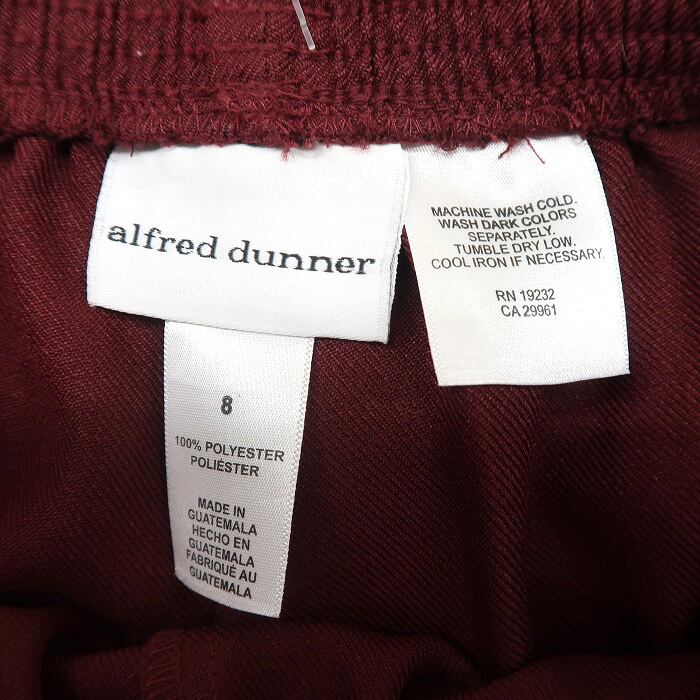 alfred dunner
MACHINE WASH COLD.
WASH DARK COLORS
SEPARATELY.
TUMBLE DRY LOW.
COOL IRON IF NECESSARY.
RN 19232
CA 29961
8
100% POLYESTER
POLIÉSTER
MADE IN
GUATEMALA
HECHO EN
GUATEMALA
FABRIQUÉ AU
GUATEMALA